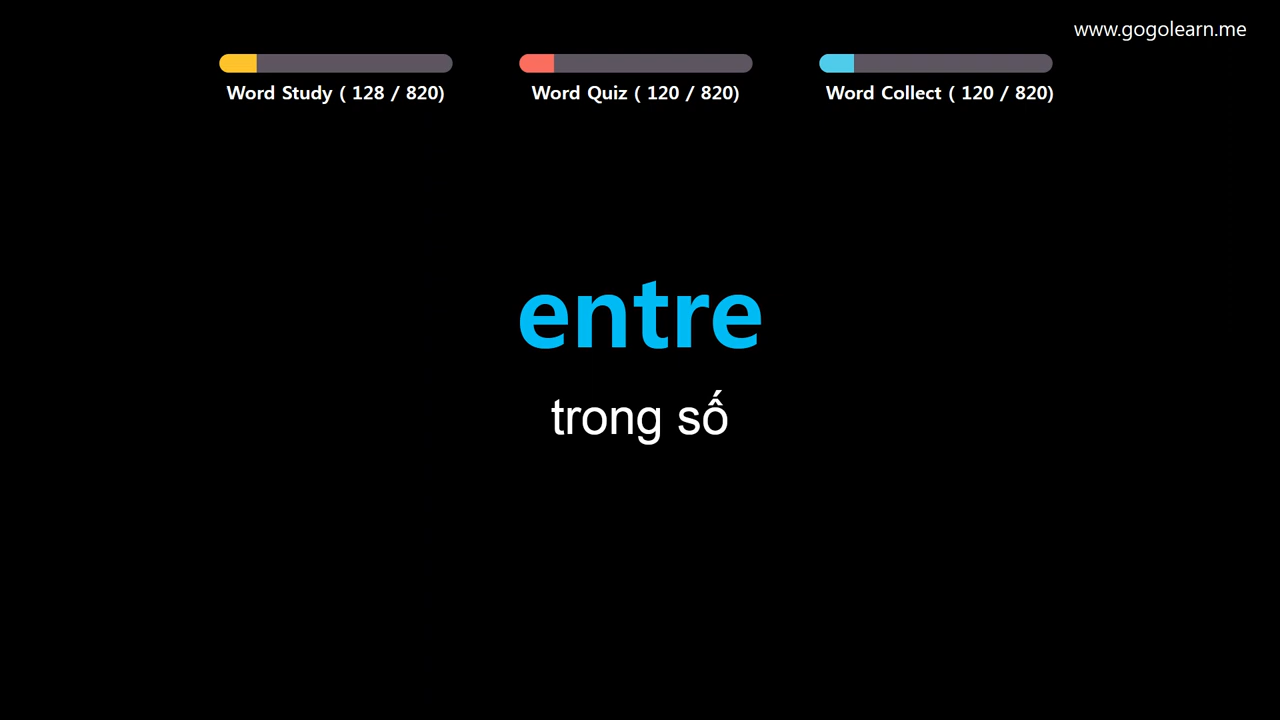 www.gogolearn.me
Word Study ( 128 / 820)
Word Quiz ( 120 / 820)
Word Collect ( 120 / 820)
entre
trong số